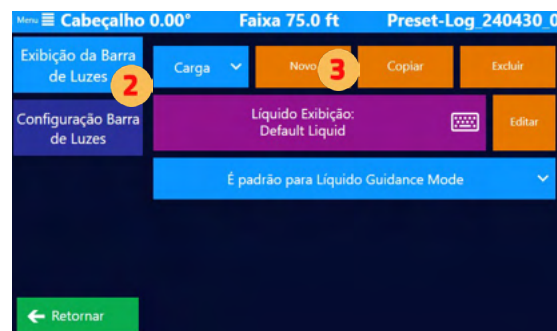 Menu Cabeçalho 0.00° Faixa 75.0 ft Preset-Log_240430_0
Exibição da Barra
de Luzes
2
Carga
Novo
3
Copiar
Excluir
Configuração Barra
de Luzes
Líquido Exibição:
Default Liquid
Editar
É padrão para Líquido Guidance Mode
Retornar